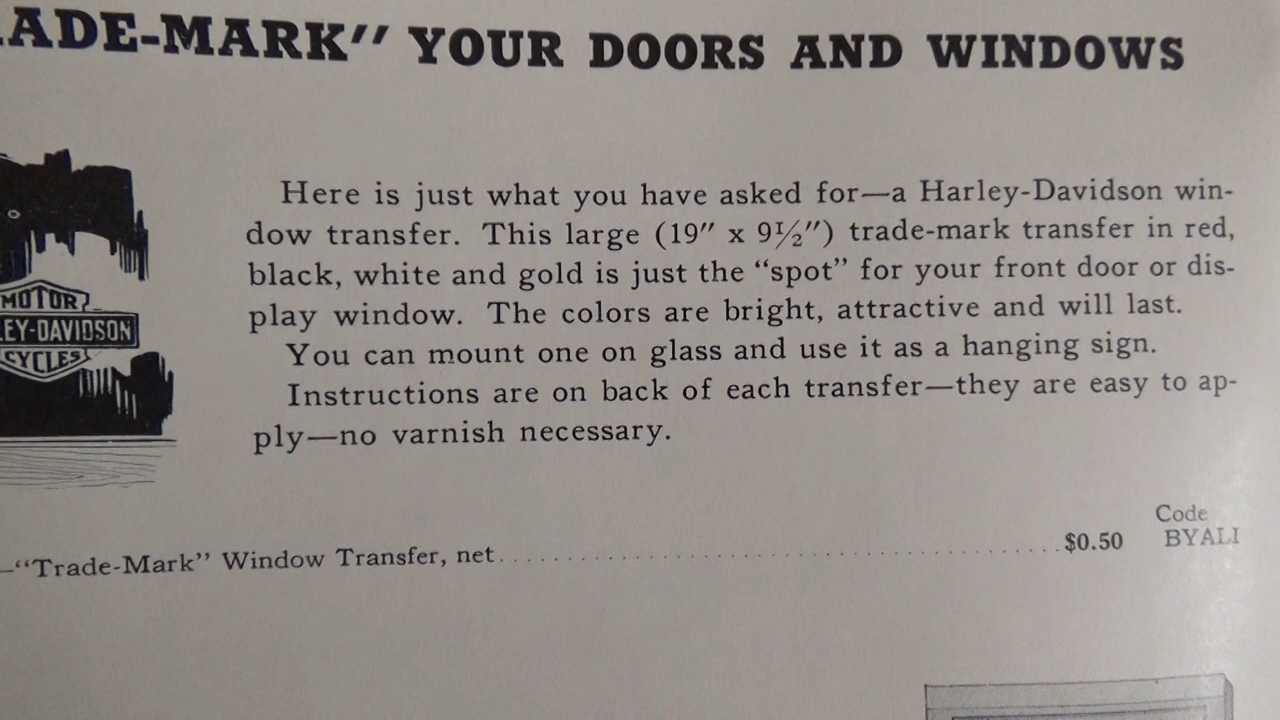 ADE-MARK" YOUR DOORS AND WINDOWS
Here is just what you have asked for—a Harley-Davidson win-
dow transfer. This large (19" x 9½") trade-mark transfer in red,
black, white and gold is just the "spot" for your front door or dis-
play window. The colors are bright, attractive and will last.
You can mount one on glass and use it as a hanging sign.
Instructions are on back of each transfer—they are easy to ap-
ply—no varnish necessary.
MOTOR
EY-DAVIDSON
CYCLES
Code
—"Trade-Mark" Window Transfer, net.......... $0.50 BYALI